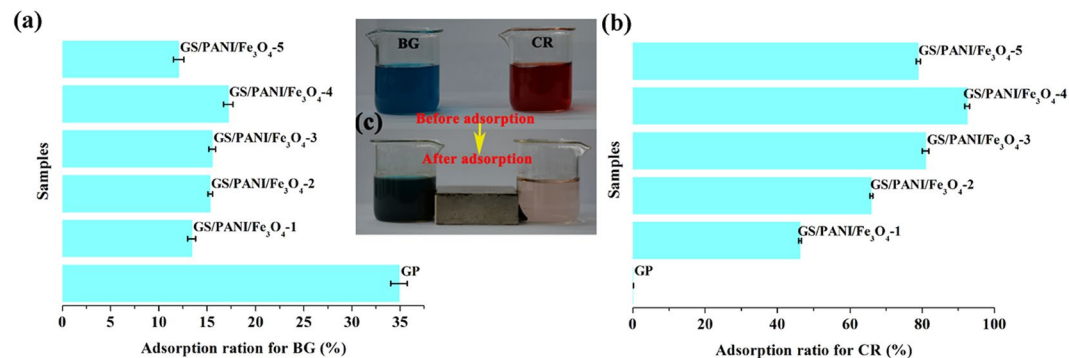 (a)
GS/PANI/Fe₃O₄-5
GS/PANI/Fe₃O₄-4
GS/PANI/Fe₃O₄-3
GS/PANI/Fe₃O₄-2
GS/PANI/Fe₃O₄-1
GP
Samples
0 5 10 15 20 25 30 35
Adsorption ration for BG (%)
BG CR
Before adsorption
(c)
After adsorption
(b)
GS/PANI/Fe₃O₄-5
GS/PANI/Fe₃O₄-4
GS/PANI/Fe₃O₄-3
GS/PANI/Fe₃O₄-2
GS/PANI/Fe₃O₄-1
GP
Samples
0 20 40 60 80 100
Adsorption ratio for CR (%)